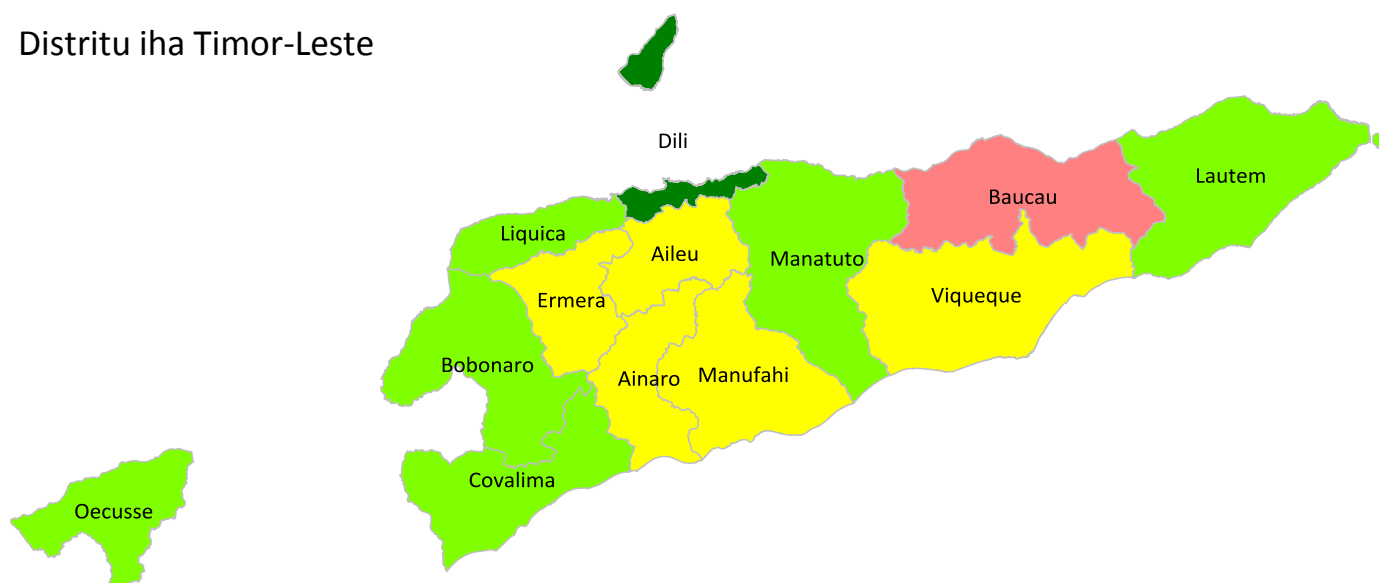 Distritu iha Timor-Leste
Dili
Lautem
Baucau
Liquica
Aileu
Manatuto
Ermera
Viqueque
Bobonaro
Ainaro
Manufahi
Covalima
Oecusse